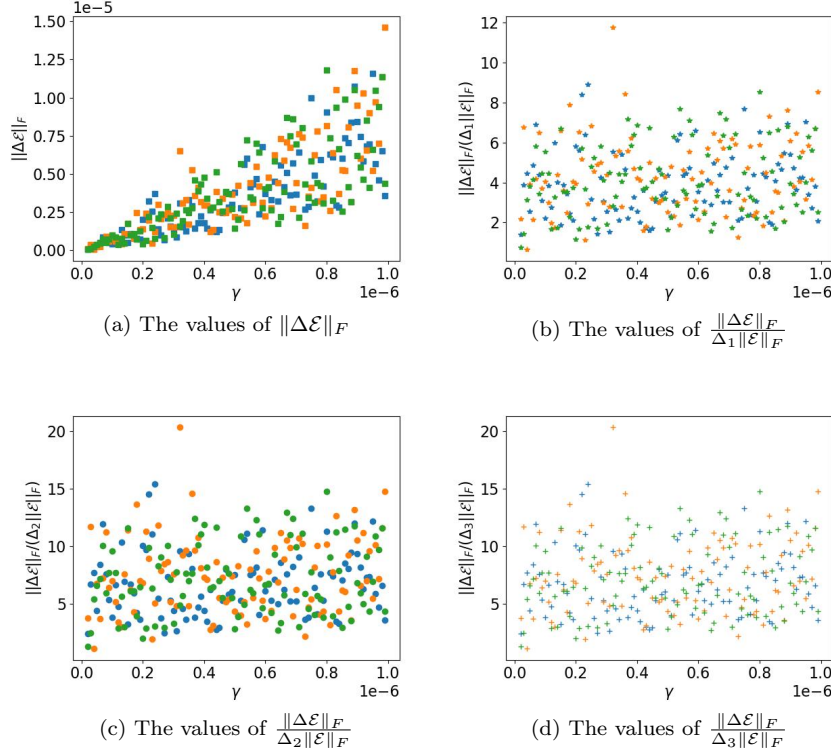 1e−5
1.50
1.25
1.00
0.75
0.50
0.25
0.00
||Δℰ||F
0.0 0.2 0.4 0.6 0.8 1.0
γ 1e−6
(a) The values of ‖Δℰ‖F
12
10
8
6
4
2
||Δℰ||F/(Δ1||ℰ||F)
0.0 0.2 0.4 0.6 0.8 1.0
γ 1e−6
(b) The values of ‖Δℰ‖F / Δ1‖ℰ‖F
20
15
10
5
||Δℰ||F/(Δ2||ℰ||F)
0.0 0.2 0.4 0.6 0.8 1.0
γ 1e−6
(c) The values of ‖Δℰ‖F / Δ2‖ℰ‖F
20
15
10
5
||Δℰ||F/(Δ3||ℰ||F)
0.0 0.2 0.4 0.6 0.8 1.0
γ 1e−6
(d) The values of ‖Δℰ‖F / Δ3‖ℰ‖F